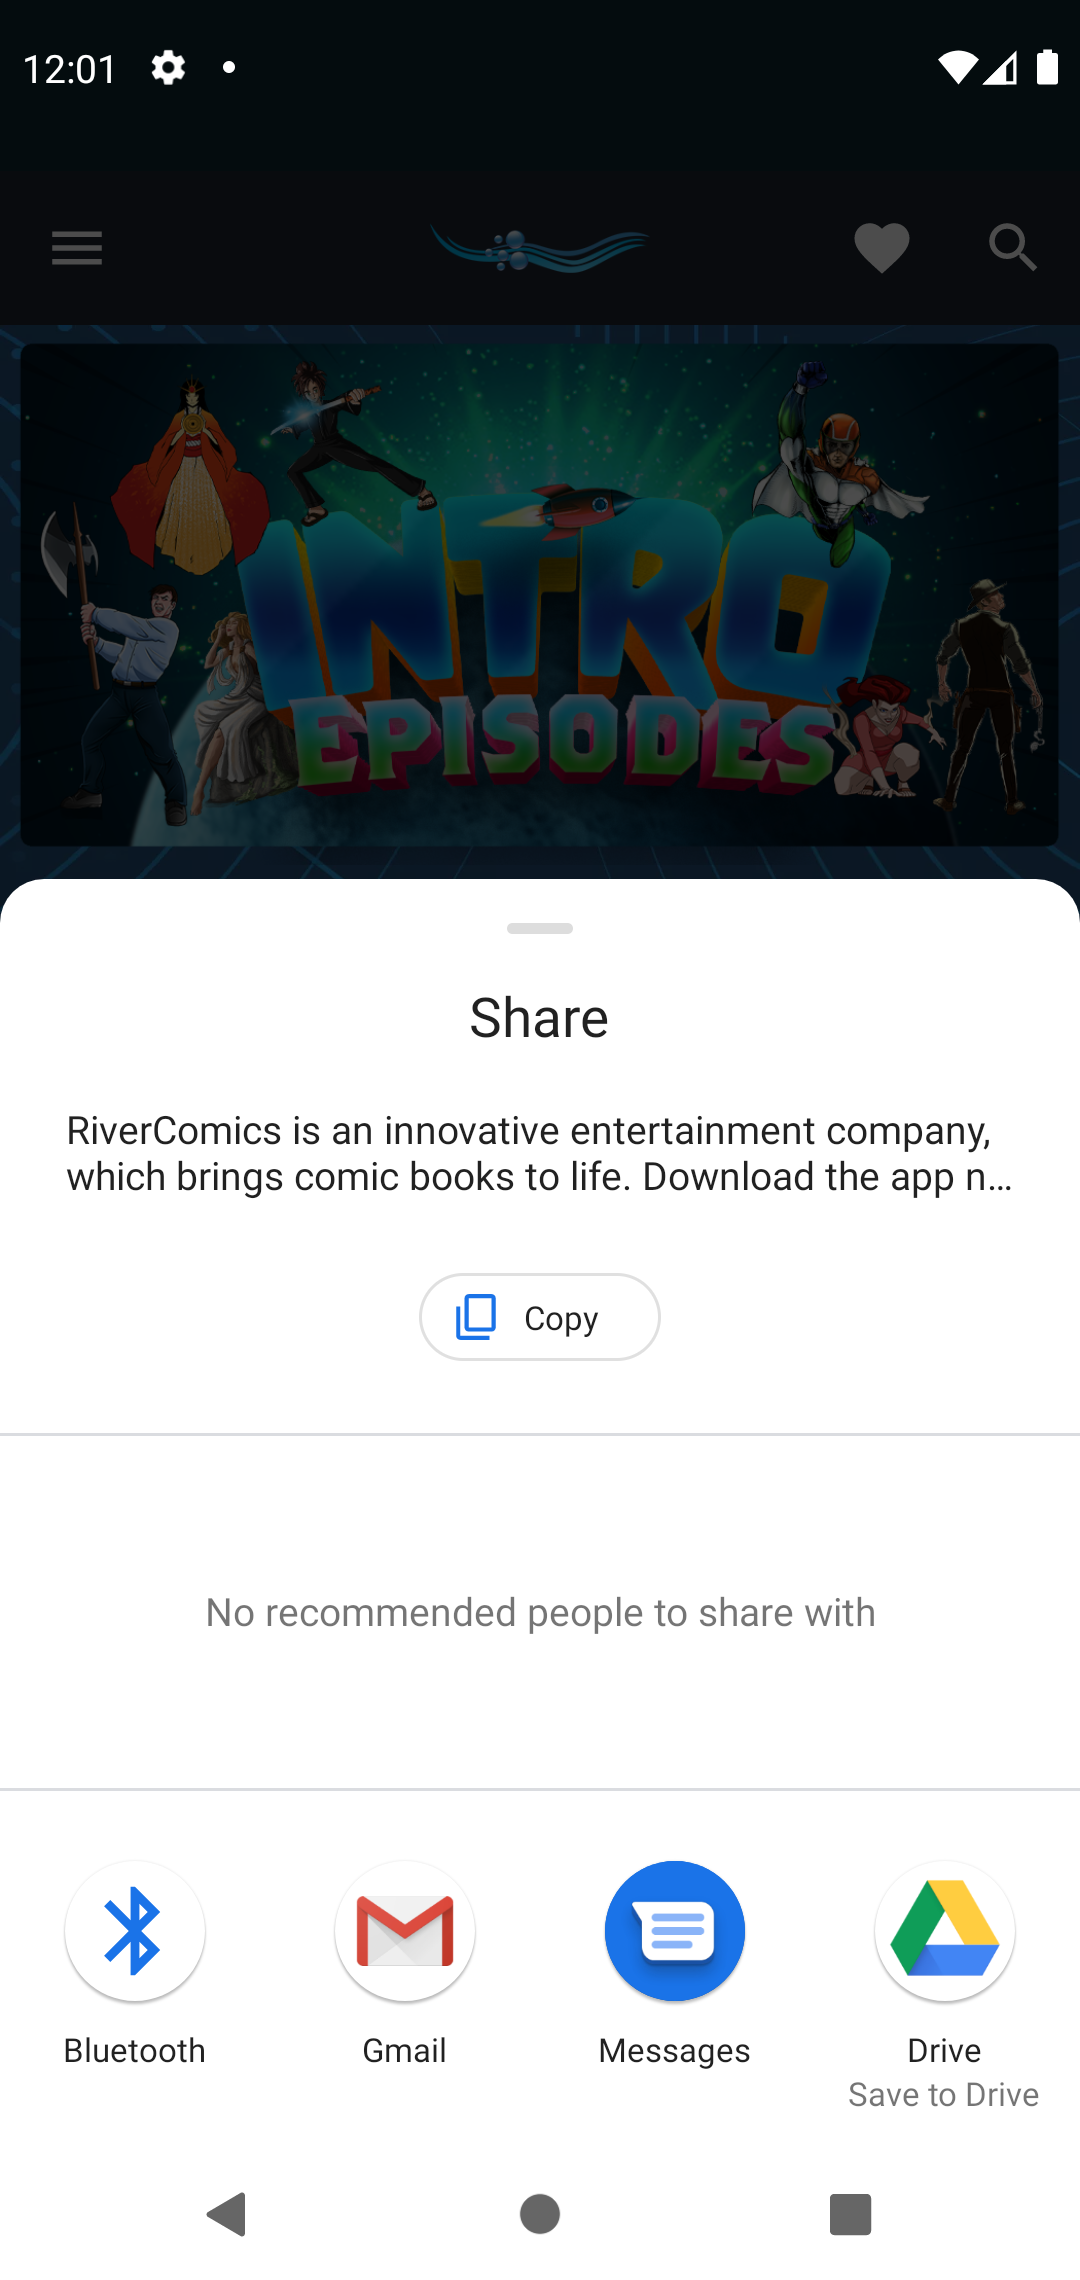 12:01
INTRO
EPISODES
Share
RiverComics is an innovative entertainment company,
which brings comic books to life. Download the app n…
Copy
No recommended people to share with
Bluetooth
Gmail
Messages
Drive
Save to Drive